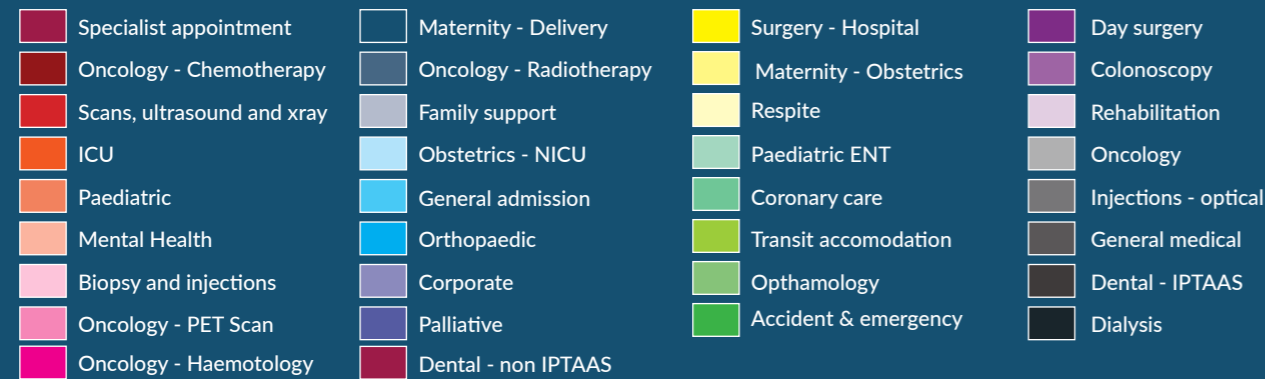 Specialist appointment
Oncology - Chemotherapy
Scans, ultrasound and xray
ICU
Paediatric
Mental Health
Biopsy and injections
Oncology - PET Scan
Oncology - Haemotology
Maternity - Delivery
Oncology - Radiotherapy
Family support
Obstetrics - NICU
General admission
Orthopaedic
Corporate
Palliative
Dental - non IPTAAS
Surgery - Hospital
Maternity - Obstetrics
Respite
Paediatric ENT
Coronary care
Transit accomodation
Opthamology
Accident & emergency
Day surgery
Colonoscopy
Rehabilitation
Oncology
Injections - optical
General medical
Dental - IPTAAS
Dialysis